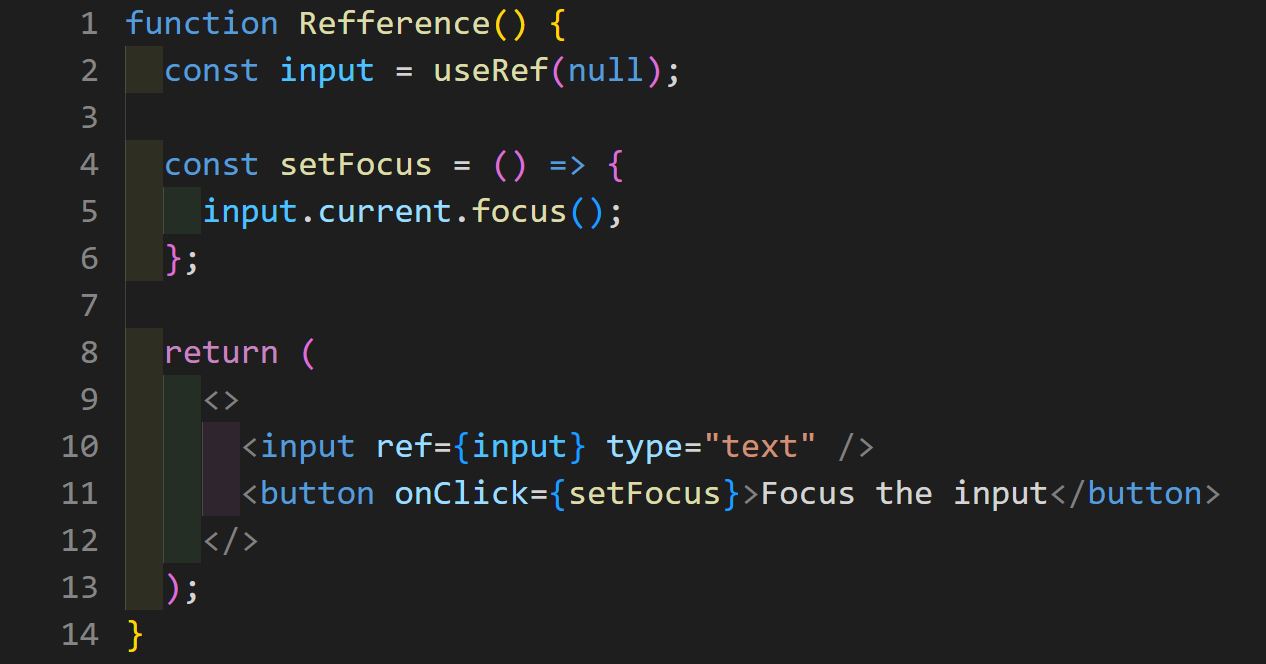 1 function Refference() {
2   const input = useRef(null);
3
4   const setFocus = () => {
5     input.current.focus();
6   };
7
8   return (
9     <>
10       <input ref={input} type="text" />
11       <button onClick={setFocus}>Focus the input</button>
12     </>
13   );
14 }